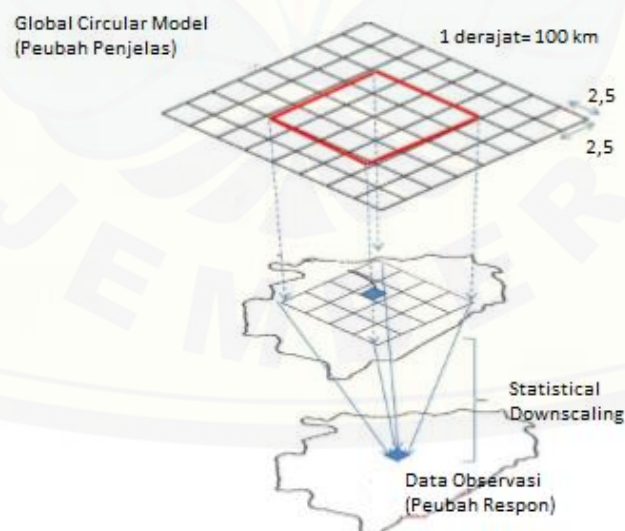 Global Circular Model
(Peubah Penjelas)
1 derajat= 100 km
2,5
2,5
JEMBER
Statistical
Downscaling
Data Observasi
(Peubah Respon)